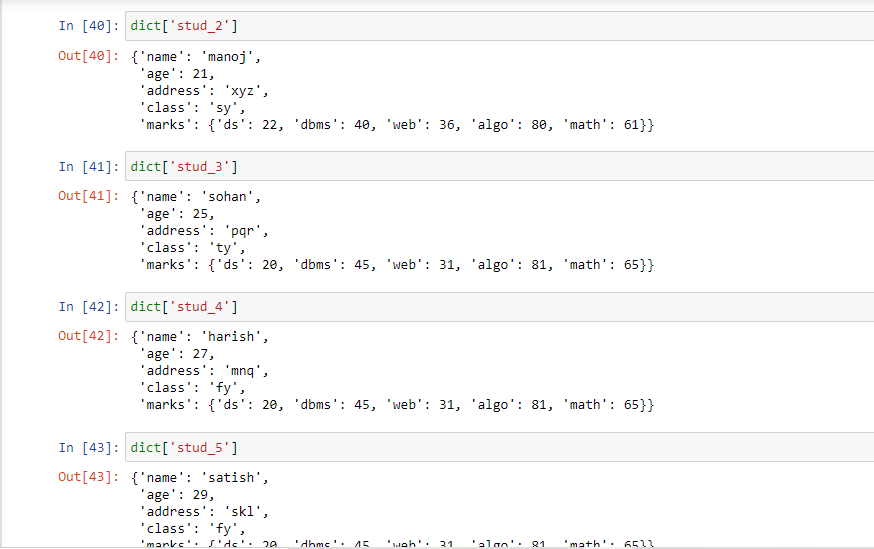 In [40]: dict['stud_2']
Out[40]: {'name': 'manoj',
'age': 21,
'address': 'xyz',
'class': 'sy',
'marks': {'ds': 22, 'dbms': 40, 'web': 36, 'algo': 80, 'math': 61}}
In [41]: dict['stud_3']
Out[41]: {'name': 'sohan',
'age': 25,
'address': 'pqr',
'class': 'ty',
'marks': {'ds': 20, 'dbms': 45, 'web': 31, 'algo': 81, 'math': 65}}
In [42]: dict['stud_4']
Out[42]: {'name': 'harish',
'age': 27,
'address': 'mnq',
'class': 'fy',
'marks': {'ds': 20, 'dbms': 45, 'web': 31, 'algo': 81, 'math': 65}}
In [43]: dict['stud_5']
Out[43]: {'name': 'satish',
'age': 29,
'address': 'skl',
'class': 'fy',
'marks': {'ds': 20, 'dbms': 45, 'web': 31, 'algo': 81, 'math': 65}}